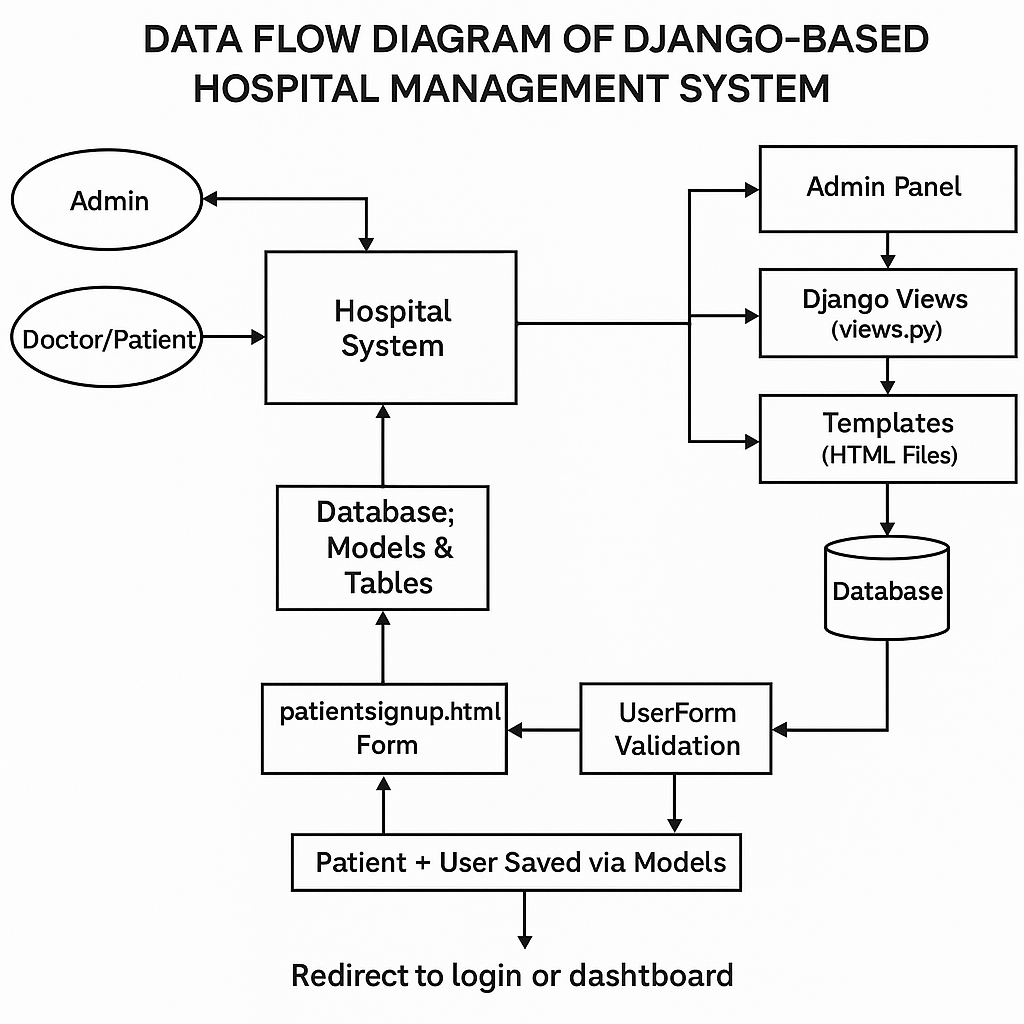 DATA FLOW DIAGRAM OF DJANGO-BASED
HOSPITAL MANAGEMENT SYSTEM
Admin
Doctor/Patient
Hospital
System
Admin Panel
Django Views
(views.py)
Templates
(HTML Files)
Database;
Models &
Tables
Database
patientsignup.html
Form
UserForm
Validation
Patient + User Saved via Models
Redirect to login or dashtboard